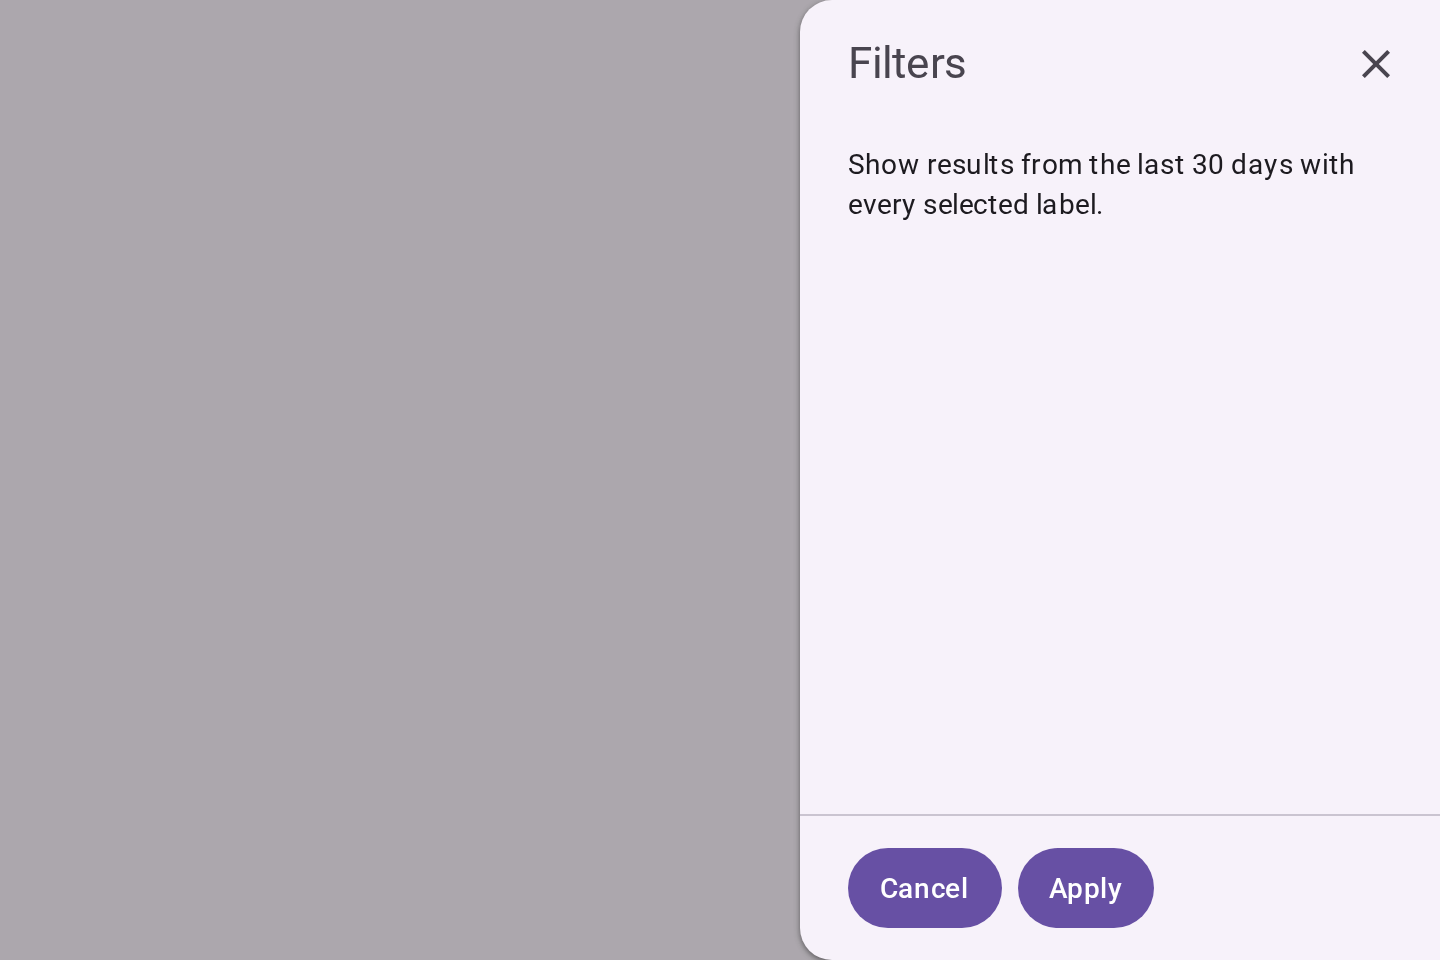 Filters
Show results from the last 30 days with
every selected label.
Cancel
Apply